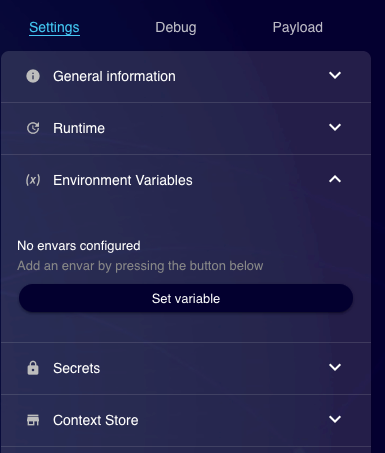 Settings Debug Payload
General information
Runtime
(x) Environment Variables
No envars configured
Add an envar by pressing the button below
Set variable
Secrets
Context Store